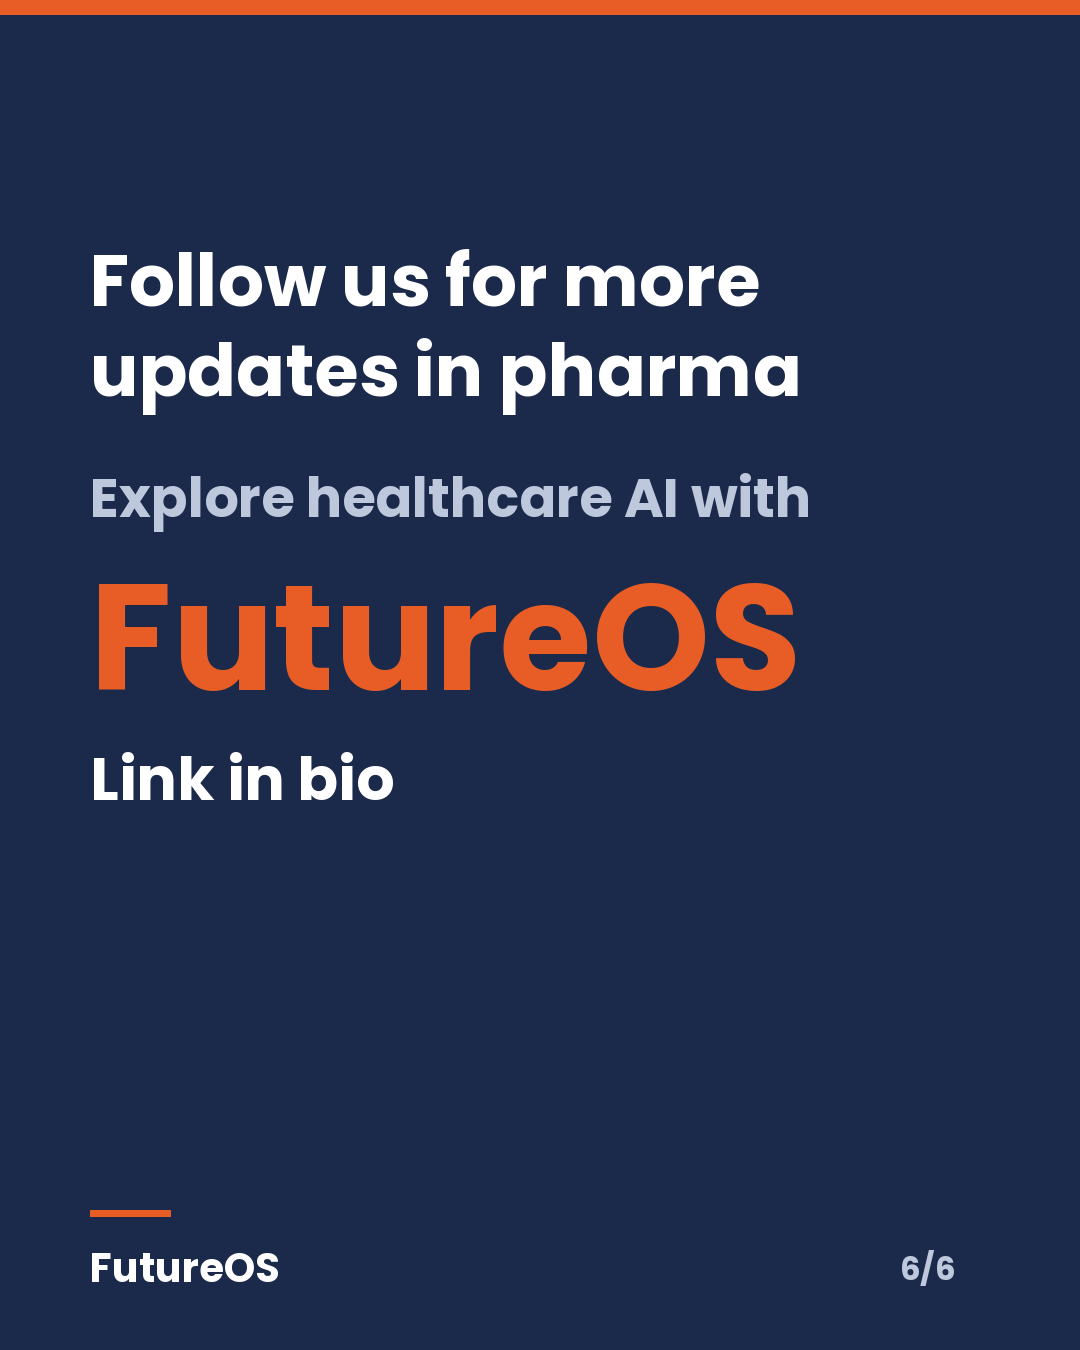 Follow us for more
updates in pharma
Explore healthcare AI with
FutureOS
Link in bio
FutureOS
6/6